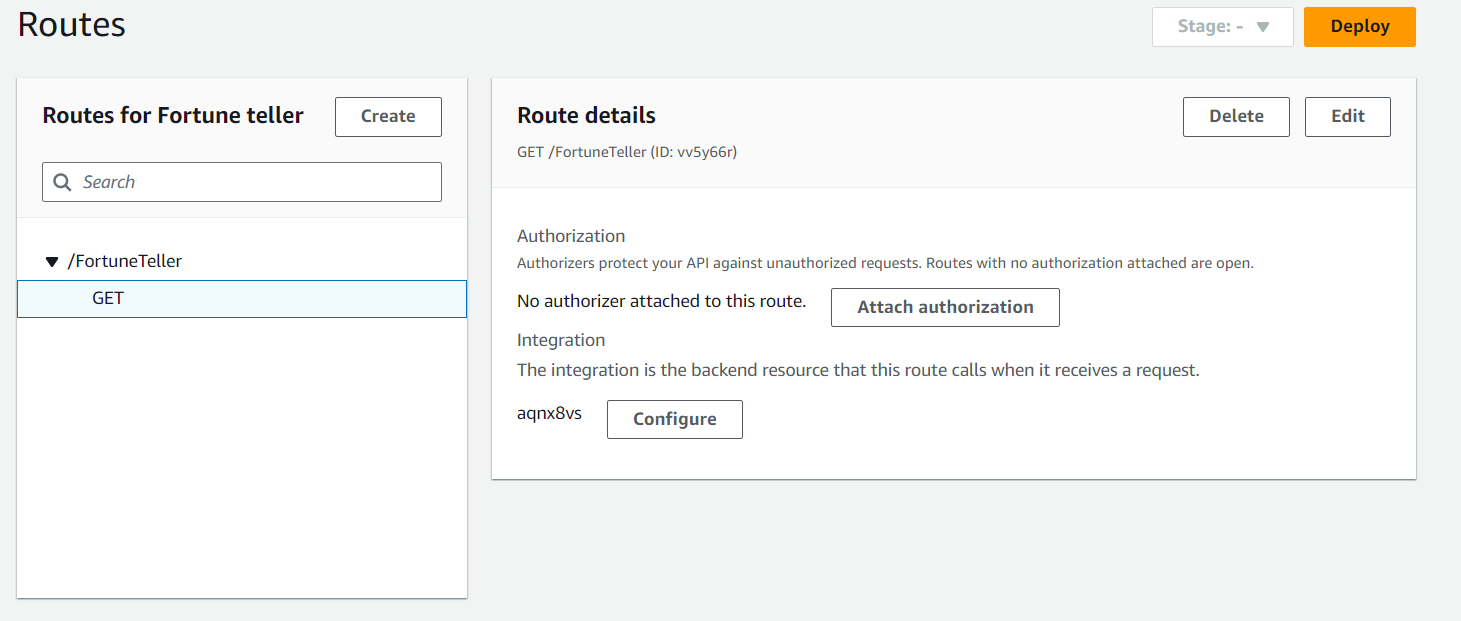 Routes
Stage: -
Deploy
Routes for Fortune teller
Create
Search
/FortuneTeller
GET
Route details
Delete
Edit
GET /FortuneTeller (ID: vv5y66r)
Authorization
Authorizers protect your API against unauthorized requests. Routes with no authorization attached are open.
No authorizer attached to this route.
Attach authorization
Integration
The integration is the backend resource that this route calls when it receives a request.
aqnx8vs
Configure